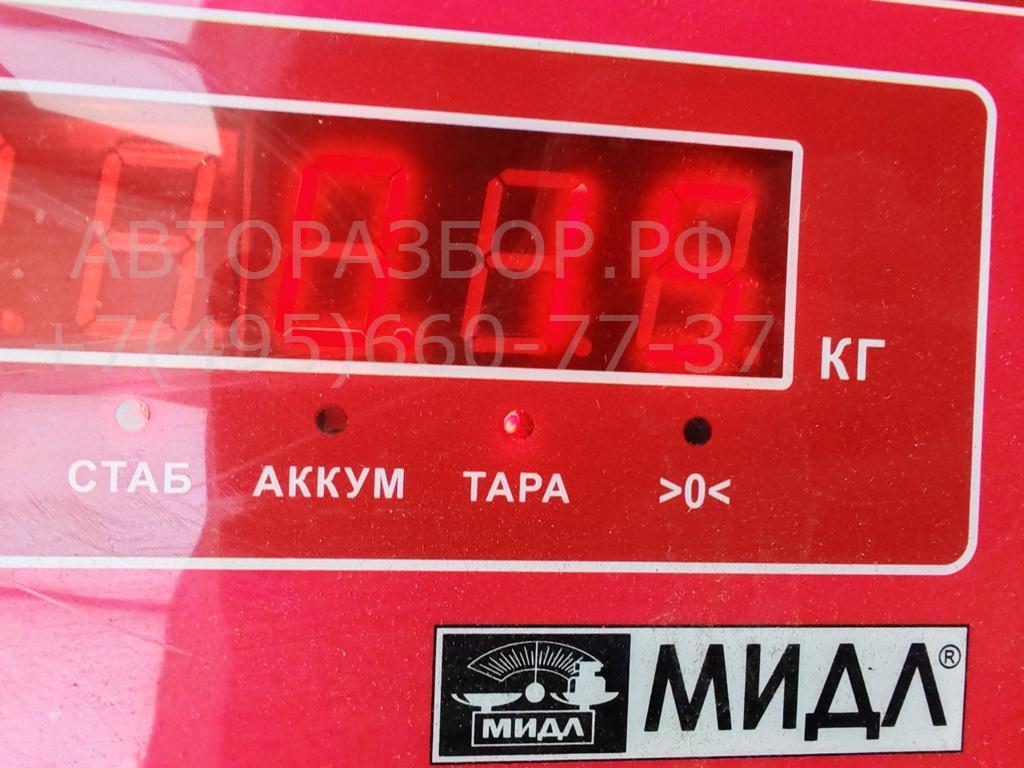 АВТОРАЗБОР.РФ
+7(495)660-77-37
КГ
СТАБ АККУМ ТАРА >0<
МИДЛ
МИДЛ®